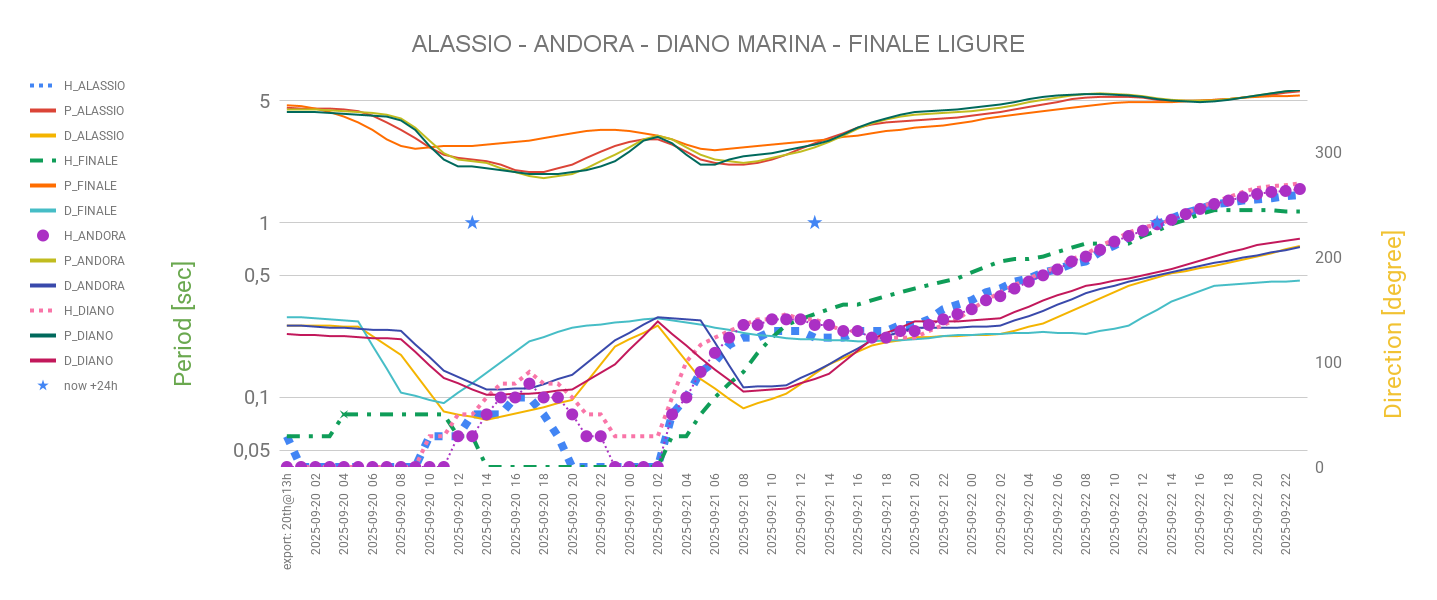 ALASSIO - ANDORA - DIANO MARINA - FINALE LIGURE
H_ALASSIO
P_ALASSIO
D_ALASSIO
H_FINALE
P_FINALE
D_FINALE
H_ANDORA
P_ANDORA
D_ANDORA
H_DIANO
P_DIANO
D_DIANO
now +24h
Period [sec]
5
1
0,5
0,1
0,05
300
200
100
0
Direction [degree]
export: 20th@13h
2025-09-20 02
2025-09-20 04
2025-09-20 06
2025-09-20 08
2025-09-20 10
2025-09-20 12
2025-09-20 14
2025-09-20 16
2025-09-20 18
2025-09-20 20
2025-09-20 22
2025-09-21 00
2025-09-21 02
2025-09-21 04
2025-09-21 06
2025-09-21 08
2025-09-21 10
2025-09-21 12
2025-09-21 14
2025-09-21 16
2025-09-21 18
2025-09-21 20
2025-09-21 22
2025-09-22 00
2025-09-22 02
2025-09-22 04
2025-09-22 06
2025-09-22 08
2025-09-22 10
2025-09-22 12
2025-09-22 14
2025-09-22 16
2025-09-22 18
2025-09-22 20
2025-09-22 22